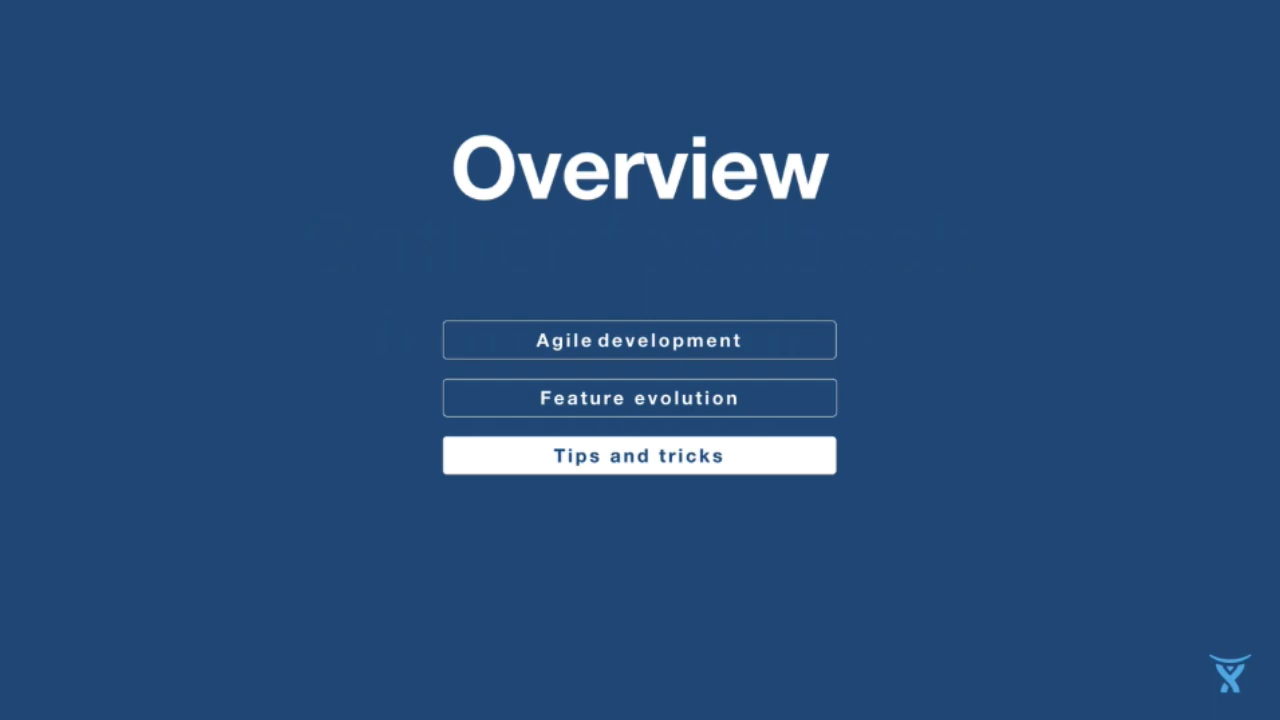 Overview
Agile development
Feature evolution
Tips and tricks